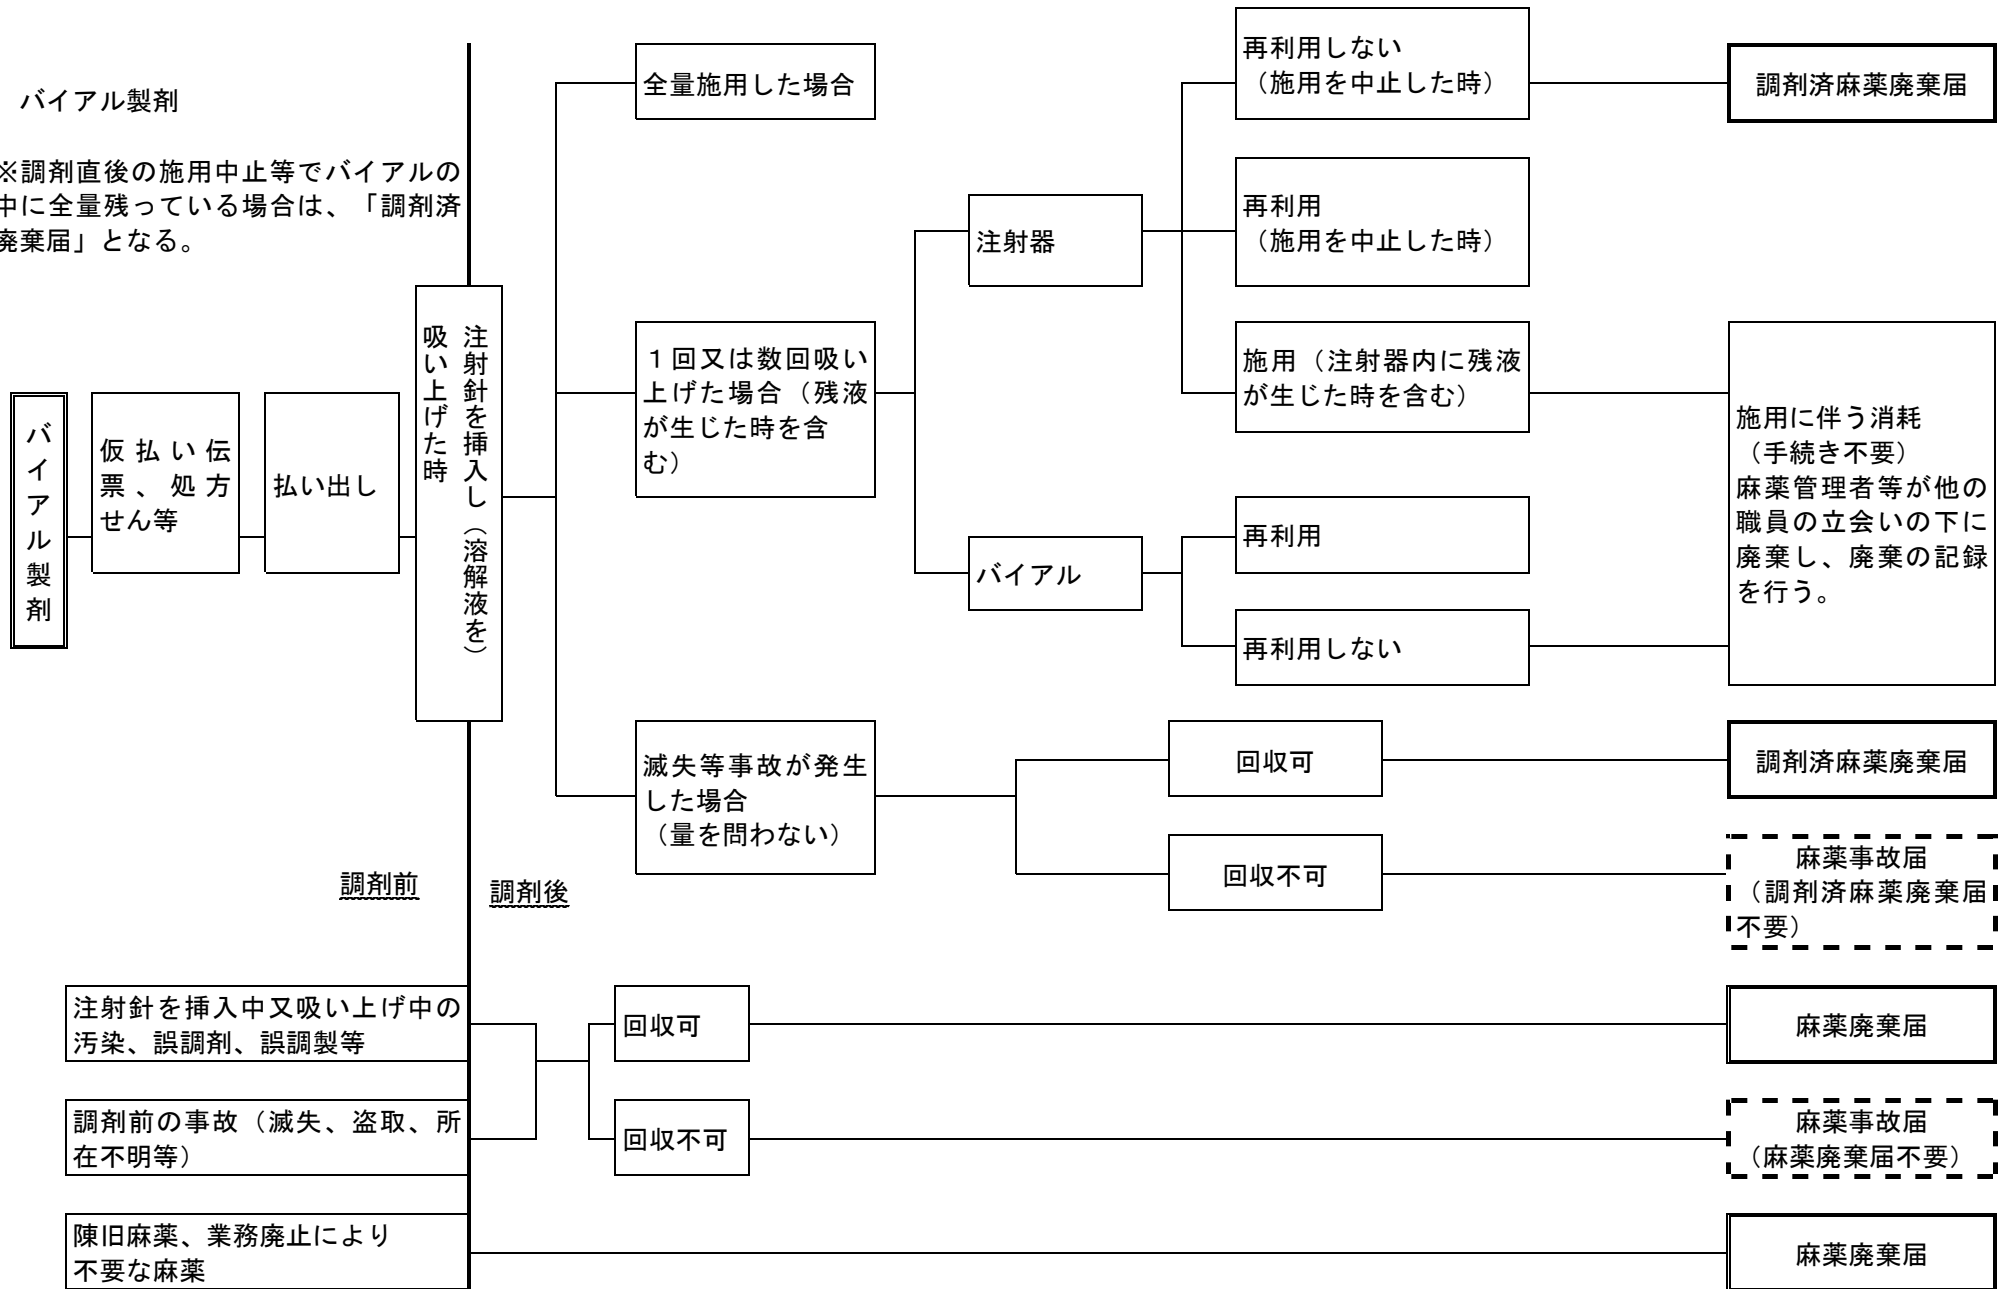 バイアル製剤
※調剤直後の施用中止等でバイアルの
中に全量残っている場合は、「調剤済
廃棄届」となる。
バイアル製剤
仮払い伝
票、処方
せん等
払い出し
注射針を挿入し（溶解液を）
吸い上げた時
全量施用した場合
１回又は数回吸い
上げた場合（残液
が生じた時を含
む）
注射器
再利用しない
（施用を中止した時）
調剤済麻薬廃棄届
再利用
（施用を中止した時）
施用（注射器内に残液
が生じた時を含む）
施用に伴う消耗
（手続き不要）
麻薬管理者等が他の
職員の立会いの下に
廃棄し、廃棄の記録
を行う。
バイアル
再利用
再利用しない
滅失等事故が発生
した場合
（量を問わない）
回収可
調剤済麻薬廃棄届
回収不可
麻薬事故届
（調剤済麻薬廃棄届
不要）
調剤前
調剤後
注射針を挿入中又吸い上げ中の
汚染、誤調剤、誤調製等
回収可
麻薬廃棄届
調剤前の事故（滅失、盗取、所
在不明等）
回収不可
麻薬事故届
（麻薬廃棄届不要）
陳旧麻薬、業務廃止により
不要な麻薬
麻薬廃棄届